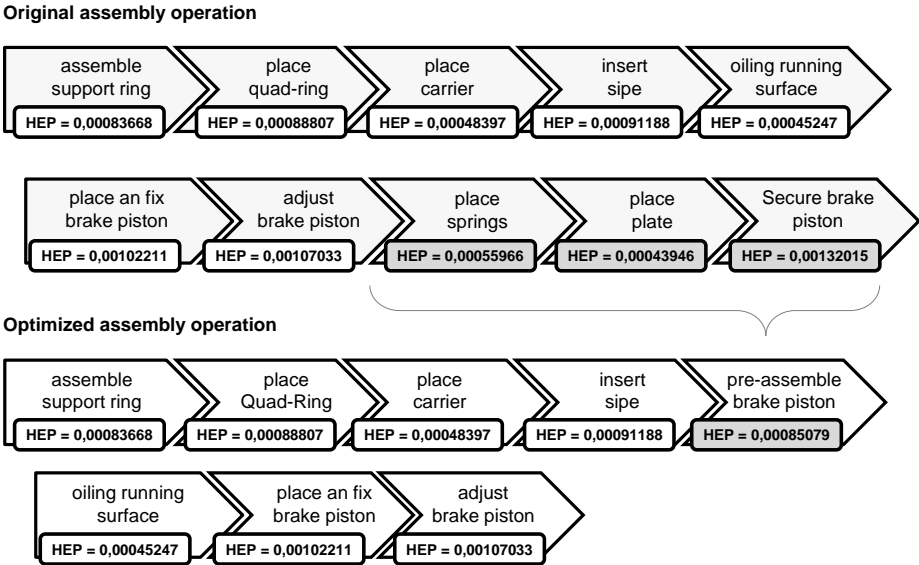 Original assembly operation
assemble
support ring
HEP = 0,00083668
place
quad-ring
HEP = 0,00088807
place
carrier
HEP = 0,00048397
insert
sipe
HEP = 0,00091188
oiling running
surface
HEP = 0,00045247
place an fix
brake piston
HEP = 0,00102211
adjust
brake piston
HEP = 0,00107033
place
springs
HEP = 0,00055966
place
plate
HEP = 0,00043946
Secure brake
piston
HEP = 0,00132015
Optimized assembly operation
assemble
support ring
HEP = 0,00083668
place
Quad-Ring
HEP = 0,00088807
place
carrier
HEP = 0,00048397
insert
sipe
HEP = 0,00091188
pre-assemble
brake piston
HEP = 0,00085079
oiling running
surface
HEP = 0,00045247
place an fix
brake piston
HEP = 0,00102211
adjust
brake piston
HEP = 0,00107033